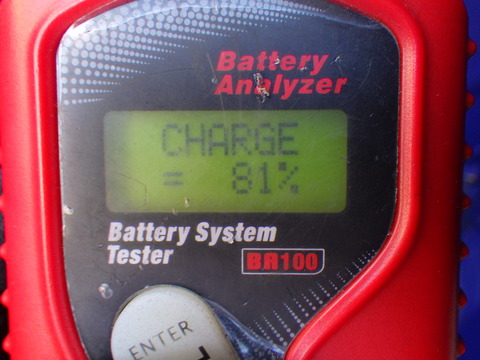 Battery
Analyzer
CHARGE
= 81%
Battery System
Tester
BR100
ENTER